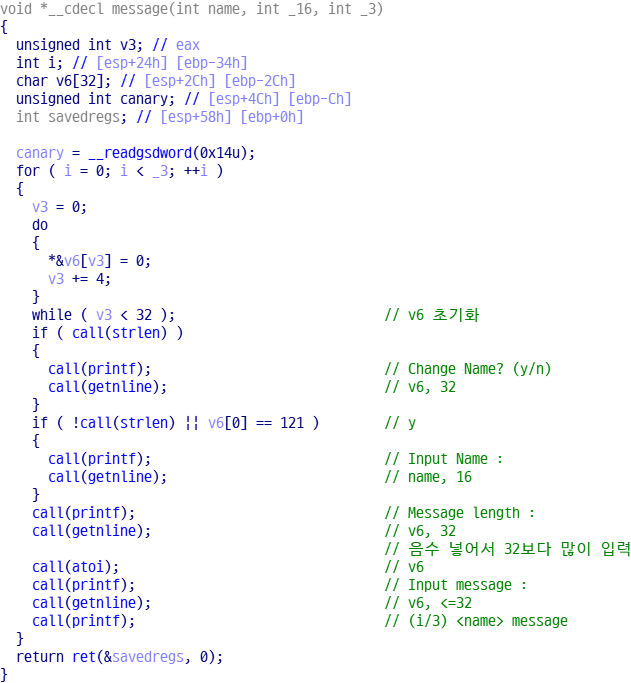 void *__cdecl message(int name, int _16, int _3)
{
  unsigned int v3; // eax
  int i; // [esp+24h] [ebp-34h]
  char v6[32]; // [esp+2Ch] [ebp-2Ch]
  unsigned int canary; // [esp+4Ch] [ebp-Ch]
  int savedregs; // [esp+58h] [ebp+0h]

  canary = __readgsdword(0x14u);
  for ( i = 0; i < _3; ++i )
  {
    v3 = 0;
    do
    {
      *&v6[v3] = 0;
      v3 += 4;
    }
    while ( v3 < 32 );                          // v6 초기화
    if ( call(strlen) )
    {
      call(printf);                             // Change Name? (y/n)
      call(getnline);                           // v6, 32
    }
    if ( !call(strlen) || v6[0] == 121 )        // y
    {
      call(printf);                             // Input Name :
      call(getnline);                           // name, 16
    }
    call(printf);                               // Message length :
    call(getnline);                             // v6, 32
                                                // 음수 넣어서 32보다 많이 입력
    call(atoi);                                 // v6
    call(printf);                               // Input message :
    call(getnline);                             // v6, <=32
    call(printf);                               // (i/3) <name> message
  }
  return ret(&savedregs, 0);
}